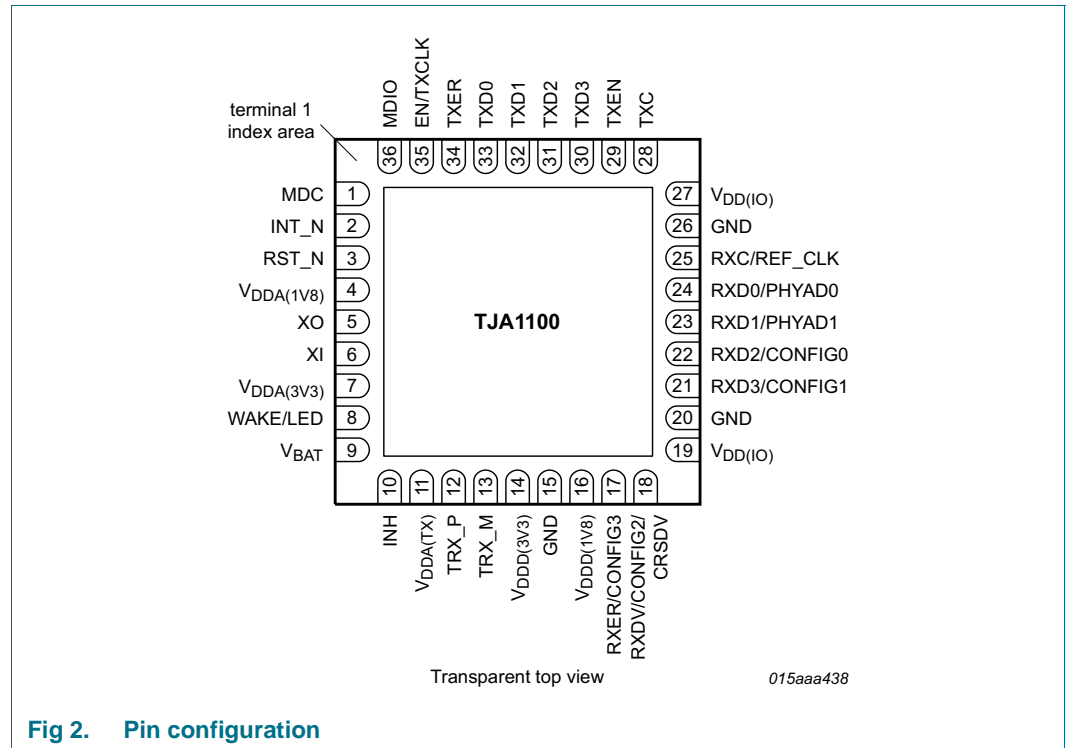 MDIO
EN/TXCLK
TXER
TXD0
TXD1
TXD2
TXD3
TXEN
TXC
terminal 1
index area
36
35
34
33
32
31
30
29
28
MDC 1
INT_N 2
RST_N 3
VDDA(1V8) 4
XO 5
XI 6
VDDA(3V3) 7
WAKE/LED 8
VBAT 9
TJA1100
27 VDD(IO)
26 GND
25 RXC/REF_CLK
24 RXD0/PHYAD0
23 RXD1/PHYAD1
22 RXD2/CONFIG0
21 RXD3/CONFIG1
20 GND
19 VDD(IO)
10
11
12
13
14
15
16
17
18
INH
VDDA(TX)
TRX_P
TRX_M
VDDD(3V3)
GND
VDDD(1V8)
RXER/CONFIG3
RXDV/CONFIG2/
CRSDV
Transparent top view
015aaa438
Fig 2. Pin configuration